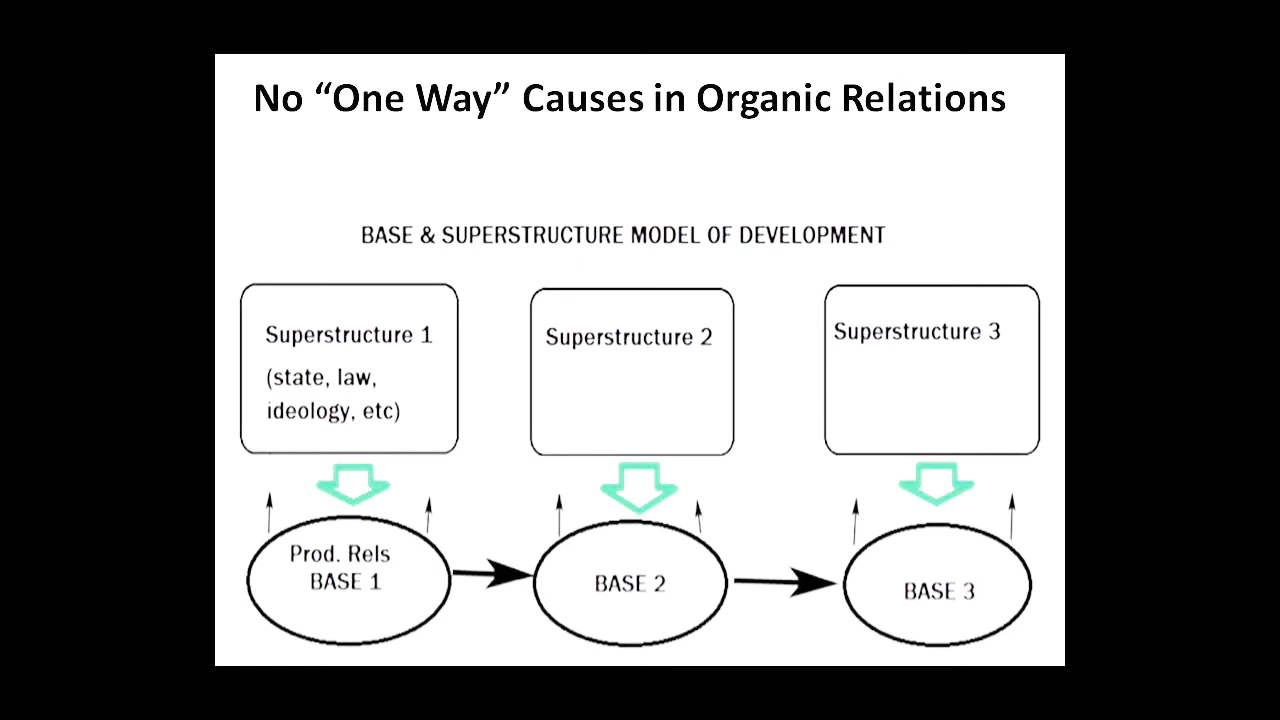 No “One Way” Causes in Organic Relations
BASE & SUPERSTRUCTURE MODEL OF DEVELOPMENT
Superstructure 1
(state, law,
ideology, etc)
Superstructure 2
Superstructure 3
Prod. Rels
BASE 1
BASE 2
BASE 3